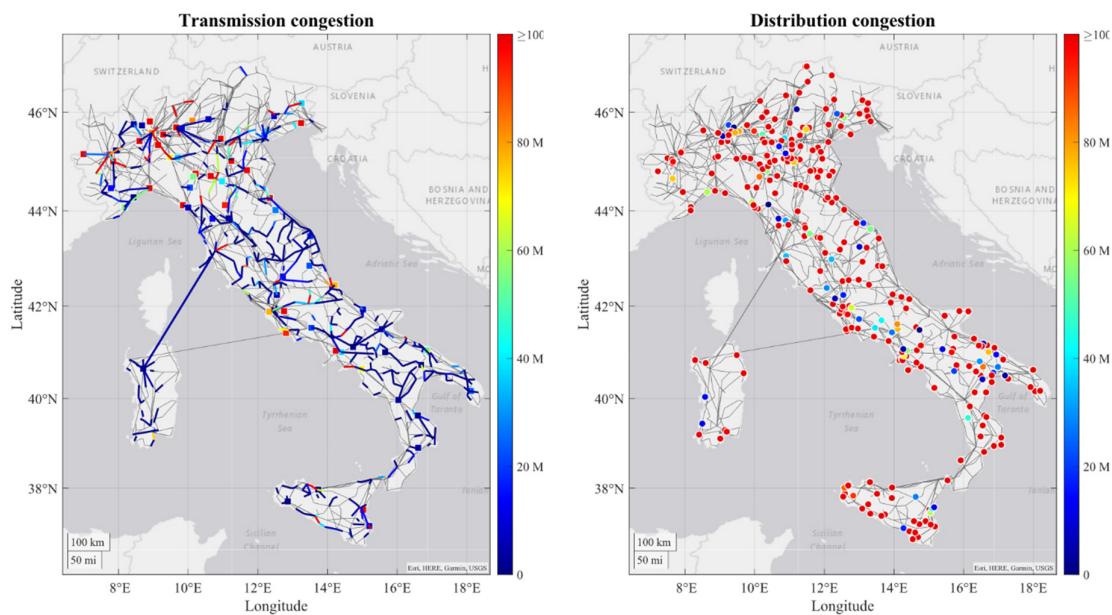 Transmission congestion
AUSTRIA
SWITZERLAND
SLOVENIA
CROATIA
BOSNIA AND
HERZEGOVINA
Ligurian Sea
Adriatic Sea
Tyrrhenian
Sea
Gulf of
Taranto
Sicilian
Channel
46°N
44°N
42°N
40°N
38°N
Latitude
100 km
50 mi
Esri, HERE, Garmin, USGS
8°E 10°E 12°E 14°E 16°E 18°E
Longitude
≥100
80 M
60 M
40 M
20 M
0
Distribution congestion
AUSTRIA
SWITZERLAND
SLOVENIA
CROATIA
BOSNIA AND
HERZEGOVINA
Ligurian Sea
Adriatic Sea
Tyrrhenian
Sea
Gulf of
Taranto
Sicilian
Channel
46°N
44°N
42°N
40°N
38°N
Latitude
100 km
50 mi
Esri, HERE, Garmin, USGS
8°E 10°E 12°E 14°E 16°E 18°E
Longitude
≥100
80 M
60 M
40 M
20 M
0